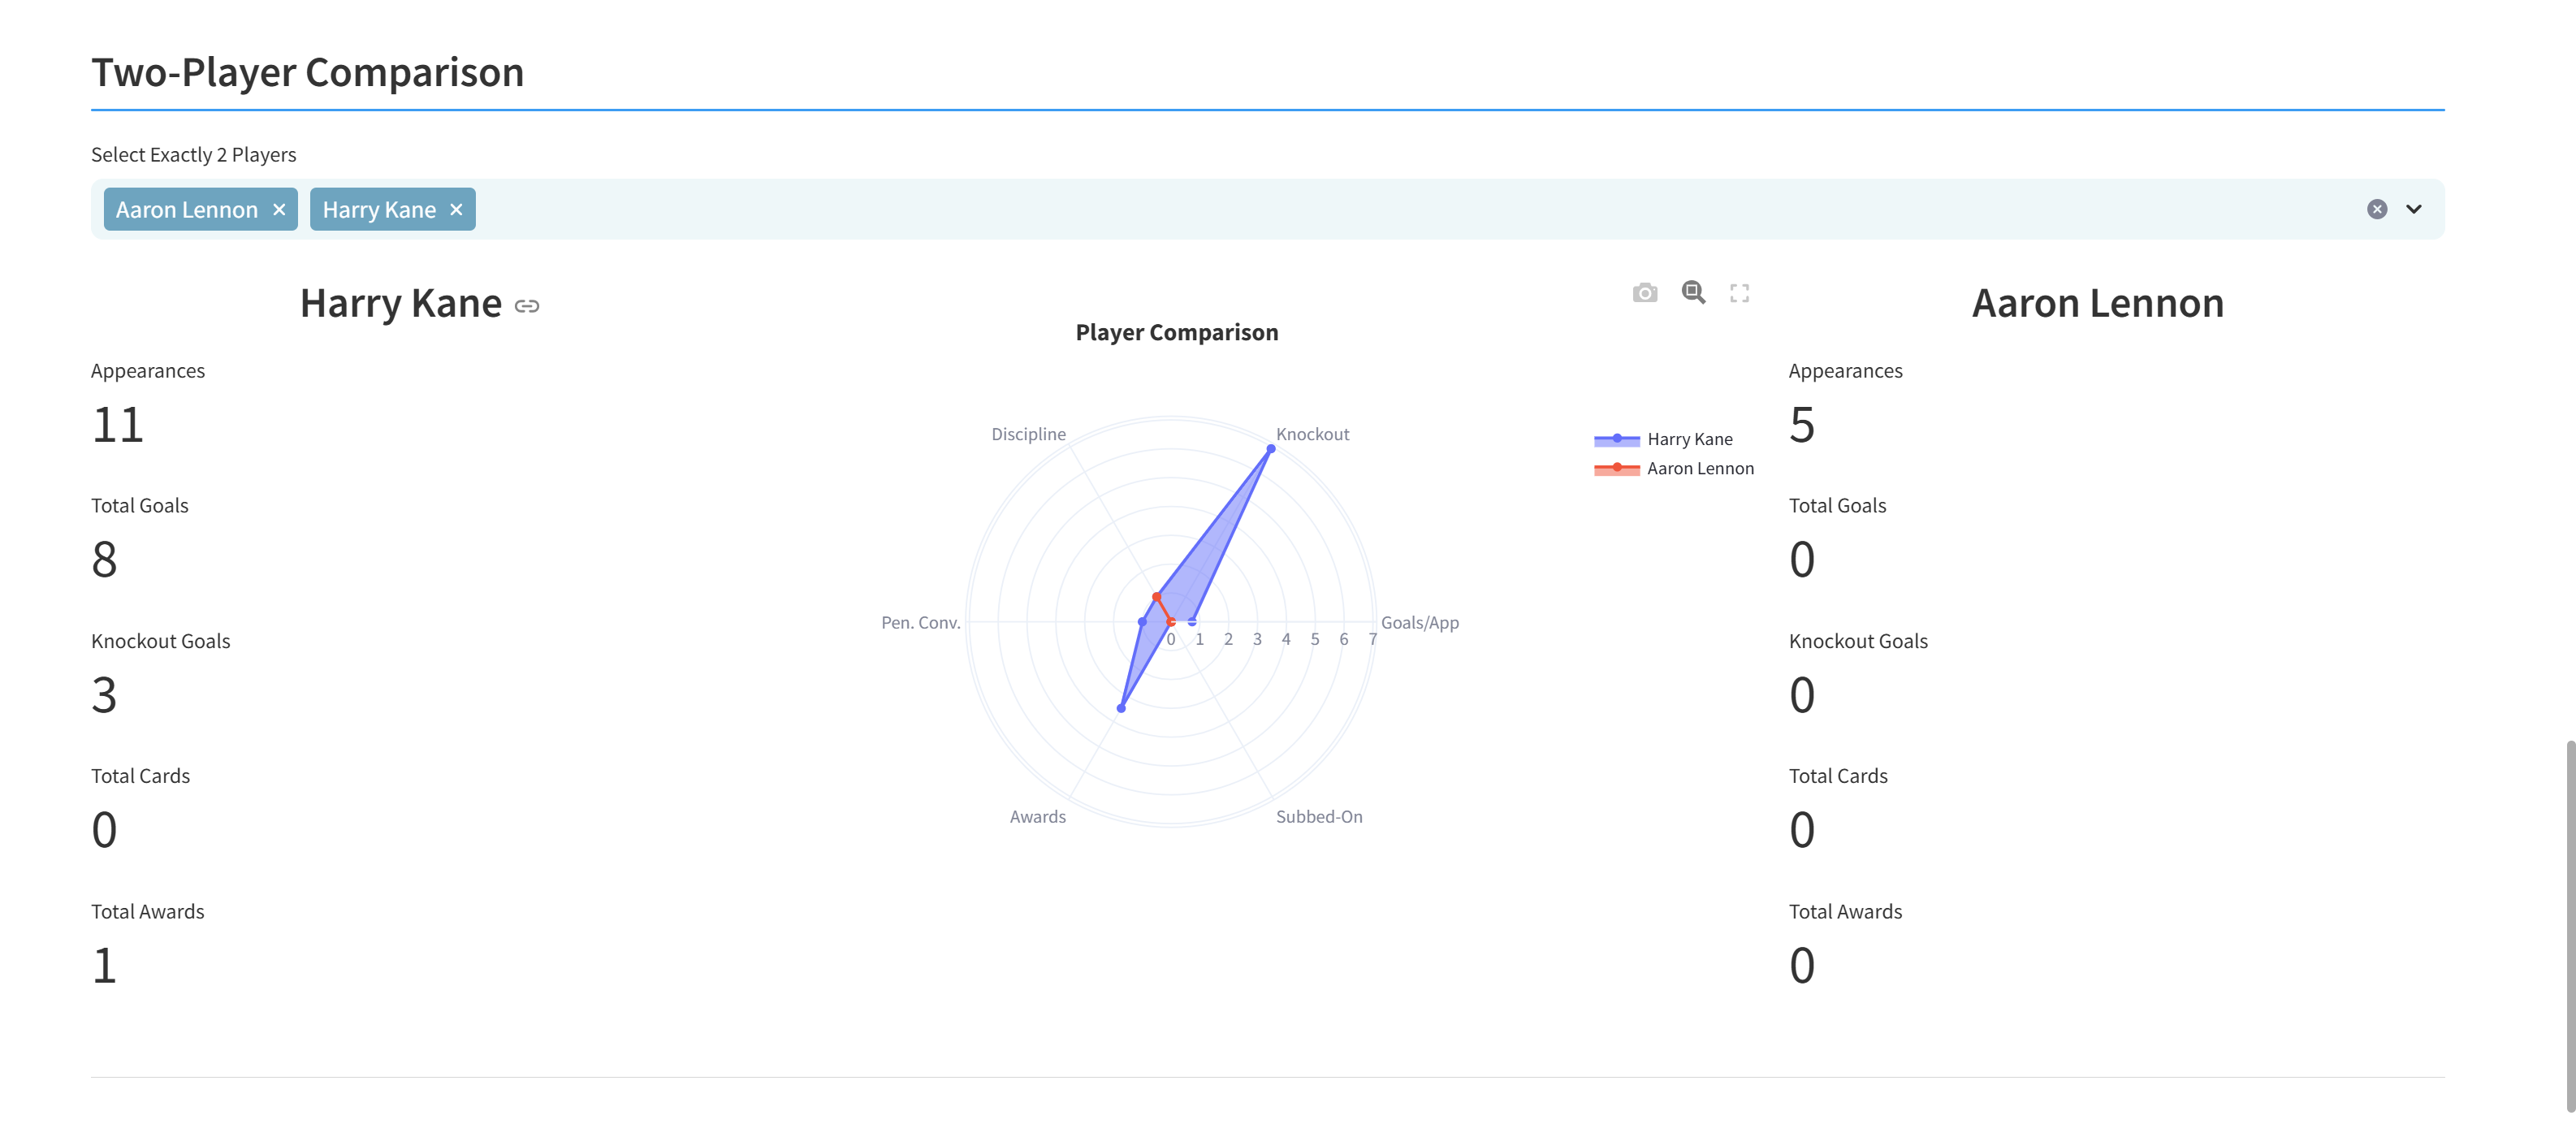 Two-Player Comparison
Select Exactly 2 Players
Aaron Lennon
Harry Kane
Harry Kane
Appearances
11
Total Goals
8
Knockout Goals
3
Total Cards
0
Total Awards
1
Player Comparison
Discipline
Knockout
Pen. Conv.
Goals/App
0 1 2 3 4 5 6 7
Awards
Subbed-On
Harry Kane
Aaron Lennon
Aaron Lennon
Appearances
5
Total Goals
0
Knockout Goals
0
Total Cards
0
Total Awards
0